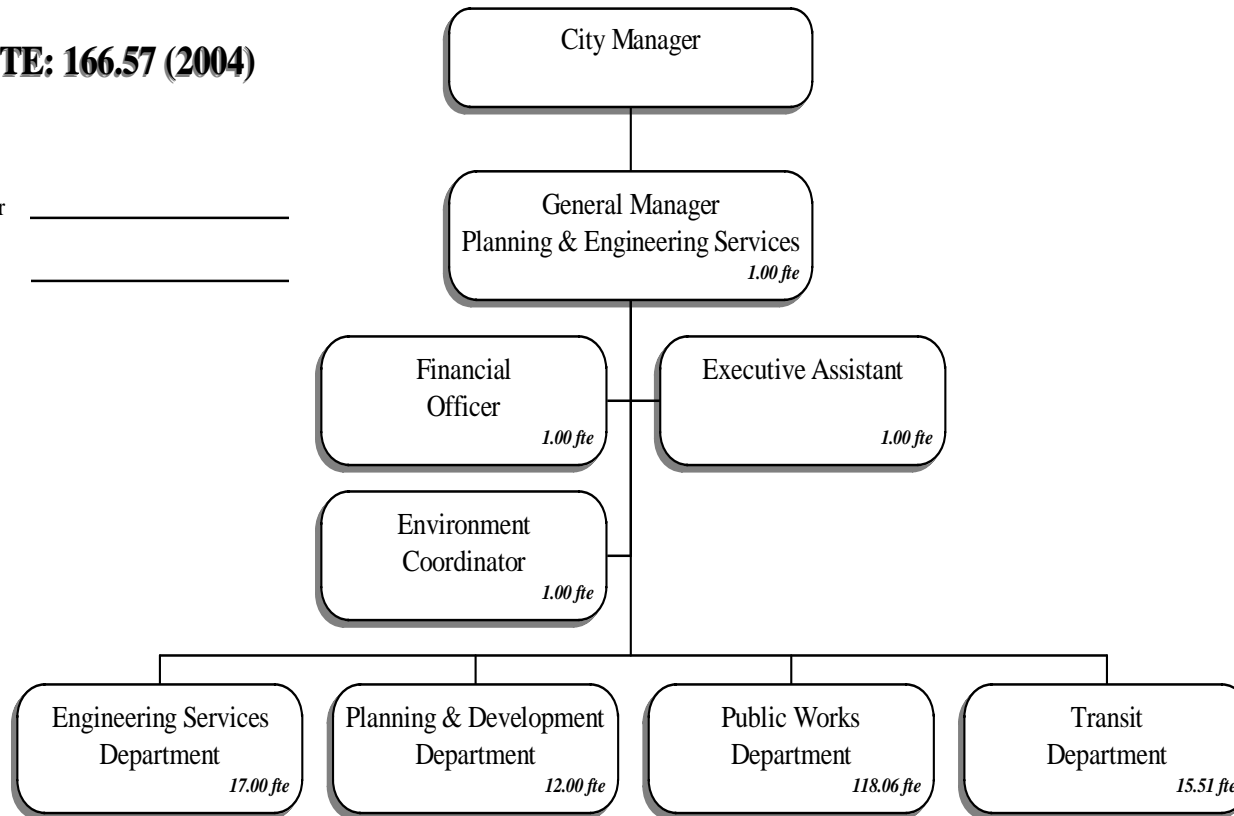 City Manager
TE: 166.57 (2004)
General Manager
Planning & Engineering Services
1.00 fte
r
Financial
Officer
1.00 fte
Executive Assistant
1.00 fte
Environment
Coordinator
1.00 fte
Engineering Services
Department
17.00 fte
Planning & Development
Department
12.00 fte
Public Works
Department
118.06 fte
Transit
Department
15.51 fte